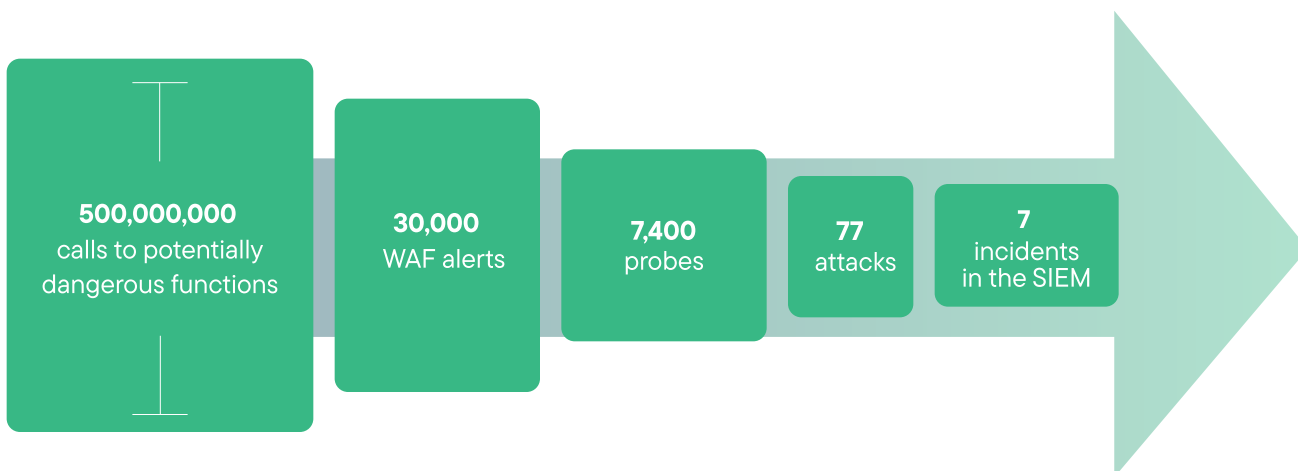 500,000,000
calls to potentially
dangerous functions
30,000
WAF alerts
7,400
probes
77
attacks
7
incidents
in the SIEM